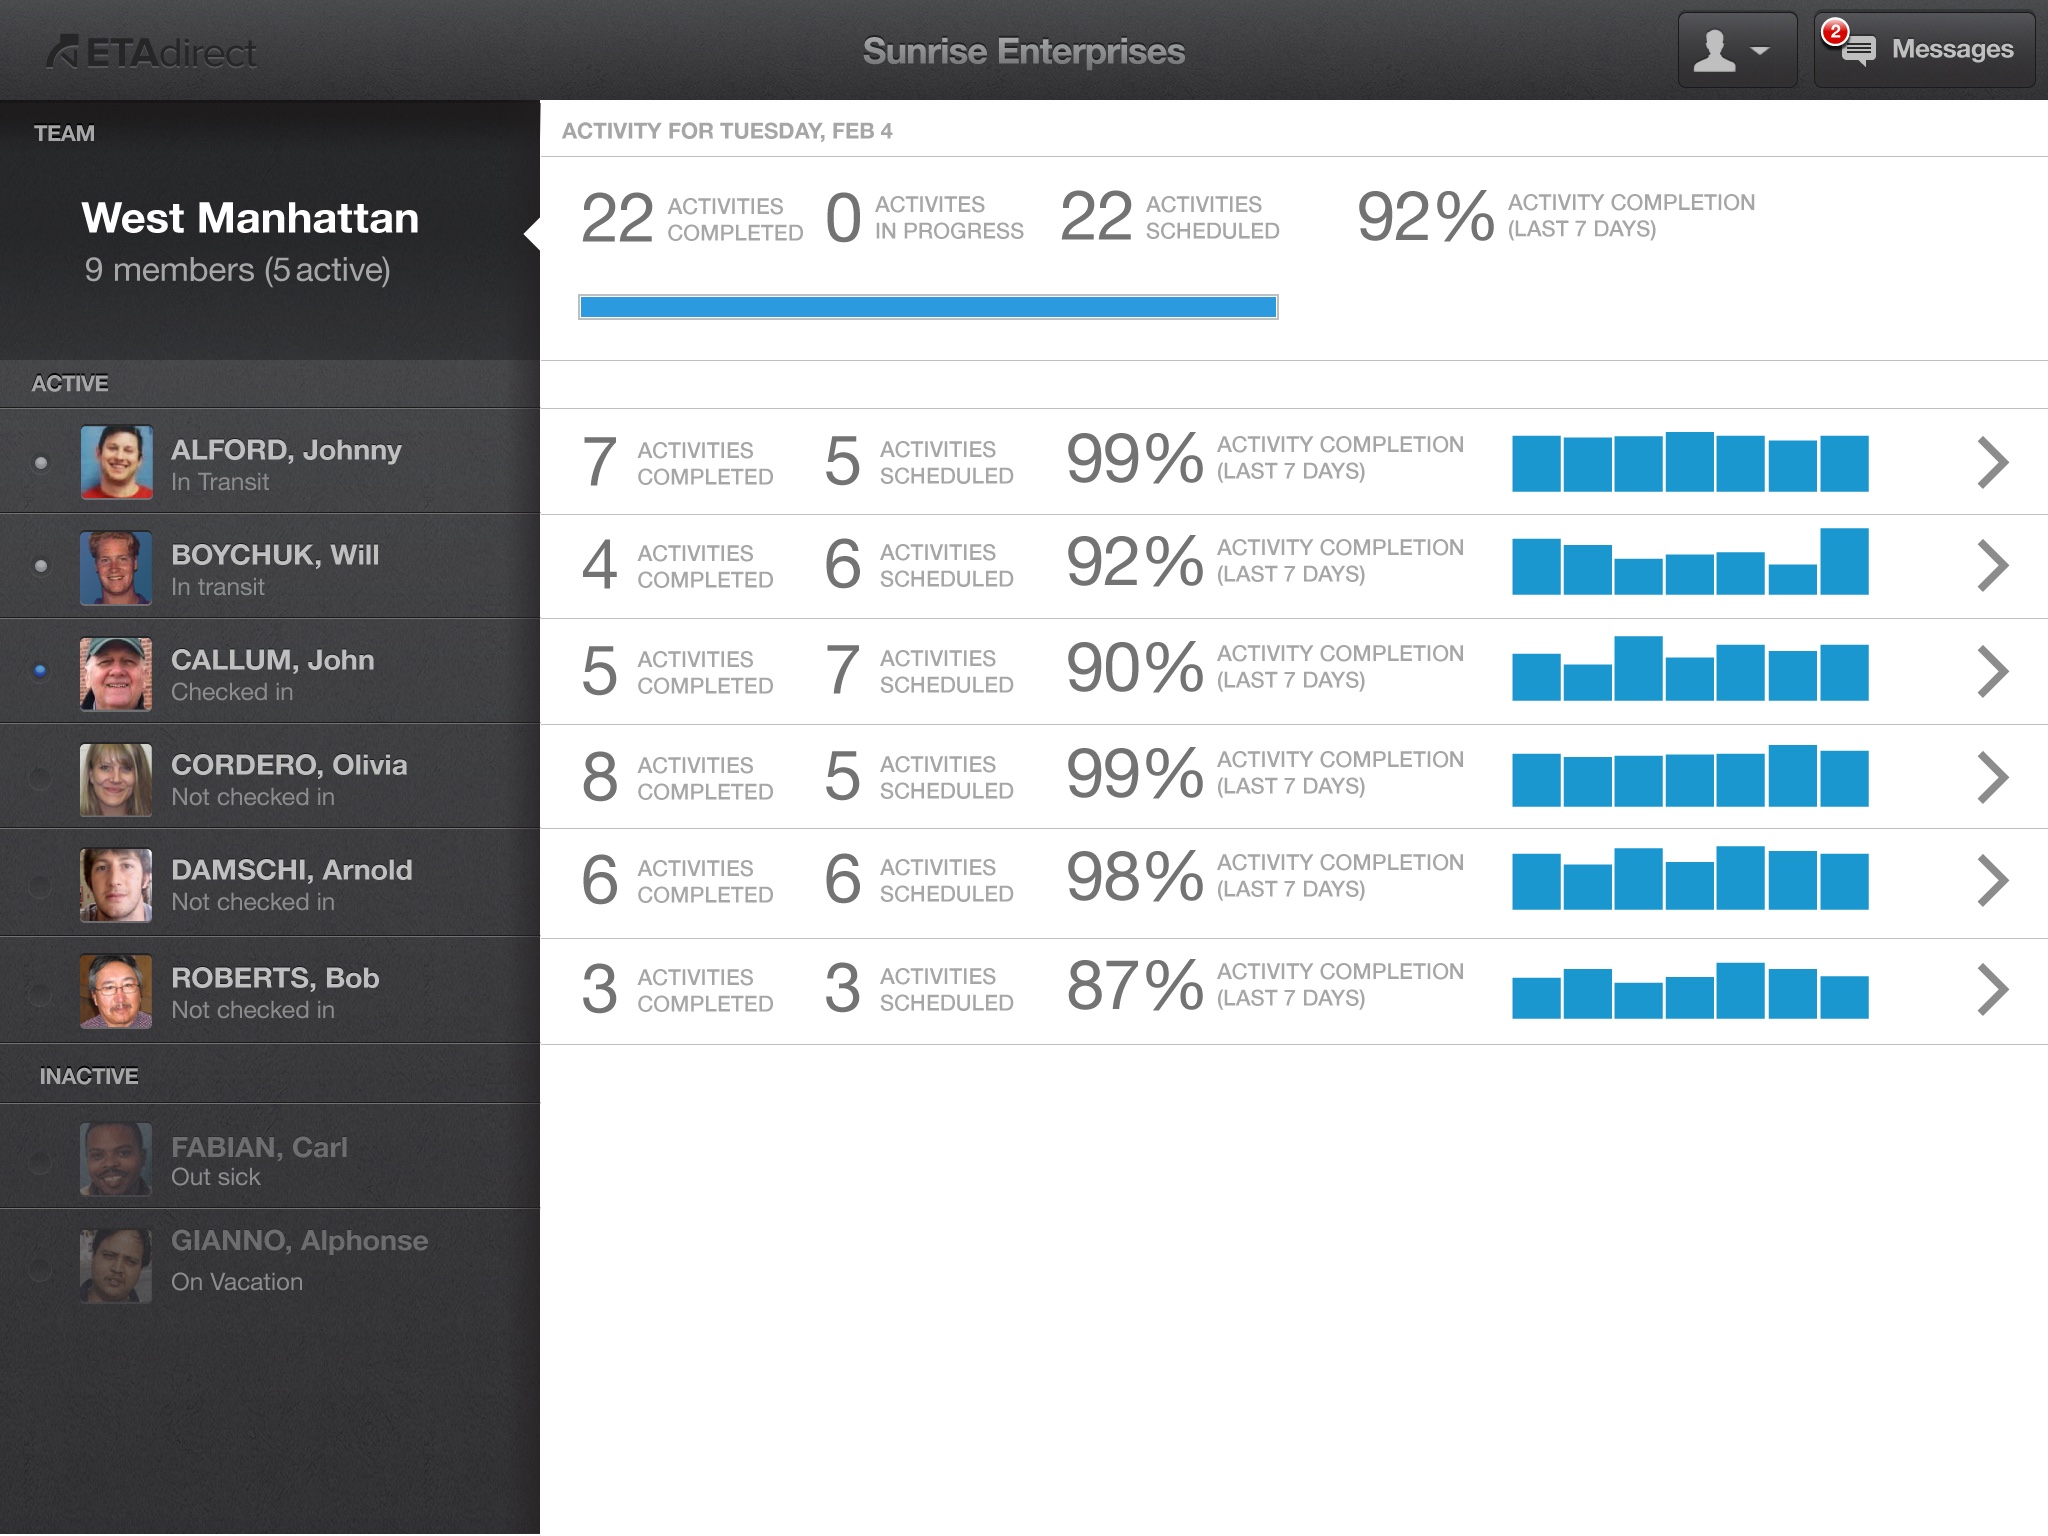 ETAdirect
Sunrise Enterprises
2
Messages
TEAM
West Manhattan
9 members (5 active)
ACTIVITY FOR TUESDAY, FEB 4
22 ACTIVITIES COMPLETED
0 ACTIVITES IN PROGRESS
22 ACTIVITIES SCHEDULED
92% ACTIVITY COMPLETION (LAST 7 DAYS)
ACTIVE
ALFORD, Johnny
In Transit
7 ACTIVITIES COMPLETED
5 ACTIVITIES SCHEDULED
99% ACTIVITY COMPLETION (LAST 7 DAYS)
BOYCHUK, Will
In transit
4 ACTIVITIES COMPLETED
6 ACTIVITIES SCHEDULED
92% ACTIVITY COMPLETION (LAST 7 DAYS)
CALLUM, John
Checked in
5 ACTIVITIES COMPLETED
7 ACTIVITIES SCHEDULED
90% ACTIVITY COMPLETION (LAST 7 DAYS)
CORDERO, Olivia
Not checked in
8 ACTIVITIES COMPLETED
5 ACTIVITIES SCHEDULED
99% ACTIVITY COMPLETION (LAST 7 DAYS)
DAMSCHI, Arnold
Not checked in
6 ACTIVITIES COMPLETED
6 ACTIVITIES SCHEDULED
98% ACTIVITY COMPLETION (LAST 7 DAYS)
ROBERTS, Bob
Not checked in
3 ACTIVITIES COMPLETED
3 ACTIVITIES SCHEDULED
87% ACTIVITY COMPLETION (LAST 7 DAYS)
INACTIVE
FABIAN, Carl
Out sick
GIANNO, Alphonse
On Vacation